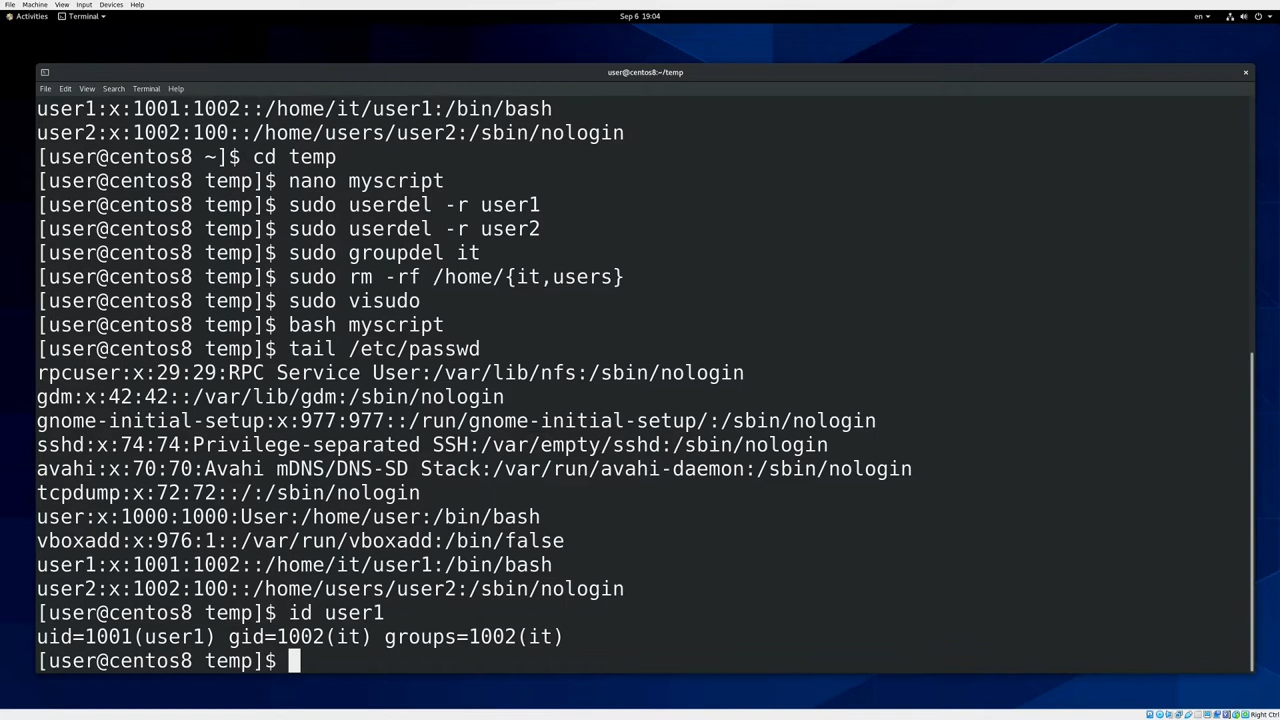 File Machine View Input Devices Help
Activities Terminal Sep 6 19:04 en
user@centos8:~/temp
File Edit View Search Terminal Help
user1:x:1001:1002::/home/it/user1:/bin/bash
user2:x:1002:100::/home/users/user2:/sbin/nologin
[user@centos8 ~]$ cd temp
[user@centos8 temp]$ nano myscript
[user@centos8 temp]$ sudo userdel -r user1
[user@centos8 temp]$ sudo userdel -r user2
[user@centos8 temp]$ sudo groupdel it
[user@centos8 temp]$ sudo rm -rf /home/{it,users}
[user@centos8 temp]$ sudo visudo
[user@centos8 temp]$ bash myscript
[user@centos8 temp]$ tail /etc/passwd
rpcuser:x:29:29:RPC Service User:/var/lib/nfs:/sbin/nologin
gdm:x:42:42::/var/lib/gdm:/sbin/nologin
gnome-initial-setup:x:977:977::/run/gnome-initial-setup/:/sbin/nologin
sshd:x:74:74:Privilege-separated SSH:/var/empty/sshd:/sbin/nologin
avahi:x:70:70:Avahi mDNS/DNS-SD Stack:/var/run/avahi-daemon:/sbin/nologin
tcpdump:x:72:72::/:/sbin/nologin
user:x:1000:1000:User:/home/user:/bin/bash
vboxadd:x:976:1::/var/run/vboxadd:/bin/false
user1:x:1001:1002::/home/it/user1:/bin/bash
user2:x:1002:100::/home/users/user2:/sbin/nologin
[user@centos8 temp]$ id user1
uid=1001(user1) gid=1002(it) groups=1002(it)
[user@centos8 temp]$
Right Ctrl